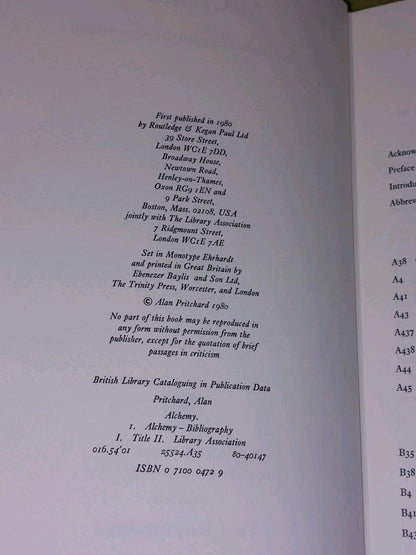 First published in 1980
by Routledge & Kegan Paul Ltd
39 Store Street,
London WC1E 7DD,
Broadway House,
Newtown Road,
Henley-on-Thames,
Oxon RG9 1EN and
9 Park Street,
Boston, Mass. 02108, USA
jointly with The Library Association
7 Ridgmount Street,
London WC1E 7AE
Set in Monotype Ehrhardt
and printed in Great Britain by
Ebenezer Baylis and Son Ltd,
The Trinity Press, Worcester, and London
© Alan Pritchard 1980
No part of this book may be reproduced in
any form without permission from the
publisher, except for the quotation of brief
passages in criticism
British Library Cataloguing in Publication Data
Pritchard, Alan
Alchemy.
1. Alchemy – Bibliography
I. Title II. Library Association
016.54'01 25524.A35 80-40147
ISBN 0 7100 0472 9
Acknow
Preface
Introdu
Abbrev
A38
A4
A41
A43
A437
A438
A44
A45
B35
B38
B4
B41
B43